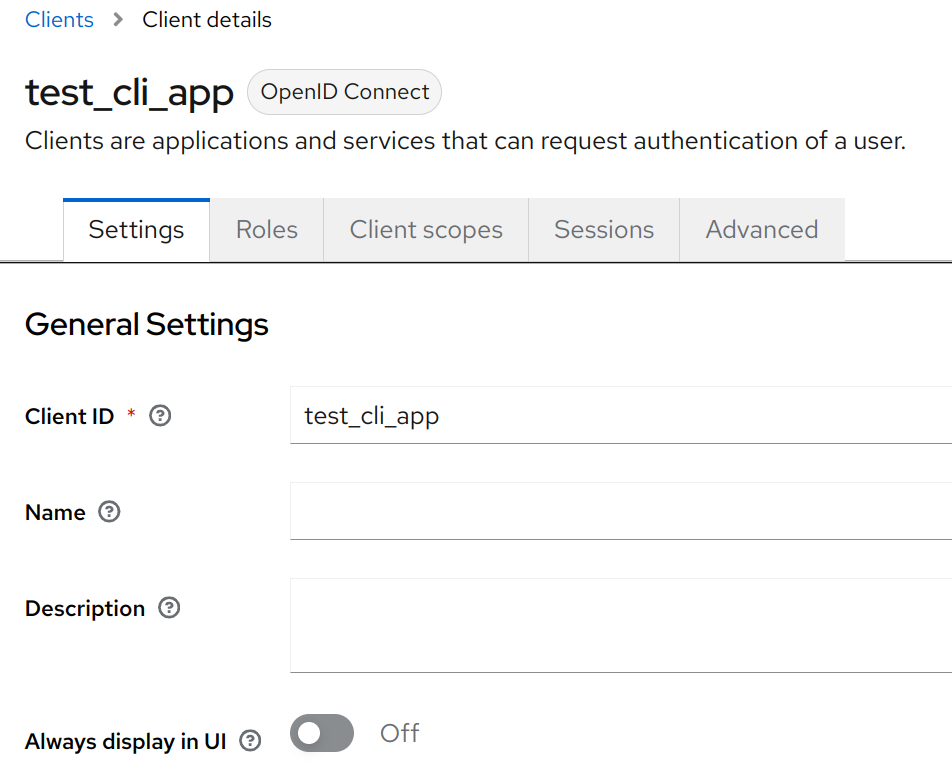 Clients > Client details
test_cli_app OpenID Connect
Clients are applications and services that can request authentication of a user.
Settings Roles Client scopes Sessions Advanced
General Settings
Client ID * ? test_cli_app
Name ?
Description ?
Always display in UI ? Off